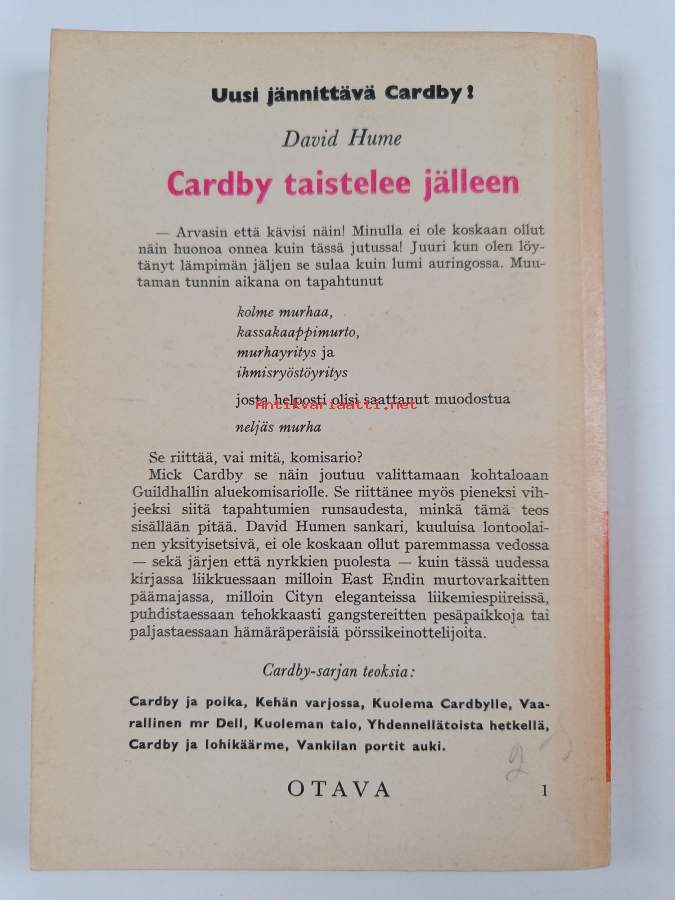 Uusi jännittävä Cardby!
David Hume
Cardby taistelee jälleen
— Arvasin että kävisi näin! Minulla ei ole koskaan ollut
näin huonoa onnea kuin tässä jutussa! Juuri kun olen löy-
tänyt lämpimän jäljen se sulaa kuin lumi auringossa. Muu-
taman tunnin aikana on tapahtunut
kolme murhaa,
kassakaappimurto,
murhayritys ja
ihmisryöstöyritys
josta helposti olisi saattanut muodostua
Antikvariaatti.net
neljäs murha
Se riittää, vai mitä, komisario?
Mick Cardby se näin joutuu valittamaan kohtaloaan
Guildhallin aluekomisariolle. Se riittänee myös pieneksi vih-
jeeksi siitä tapahtumien runsaudesta, minkä tämä teos
sisällään pitää. David Humen sankari, kuuluisa lontoolai-
nen yksityisetsivä, ei ole koskaan ollut paremmassa vedossa
— sekä järjen että nyrkkien puolesta — kuin tässä uudessa
kirjassa liikkuessaan milloin East Endin murtovarkaitten
päämajassa, milloin Cityn eleganteissa liikemiespiireissä,
puhdistaessaan tehokkaasti gangstereitten pesäpaikkoja tai
paljastaessaan hämäräperäisiä pörssikeinottelijoita.
Cardby-sarjan teoksia:
Cardby ja poika, Kehän varjossa, Kuolema Cardbylle, Vaa-
rallinen mr Dell, Kuoleman talo, Yhdennellätoista hetkellä,
Cardby ja lohikäärme, Vankilan portit auki.
OTAVA
1